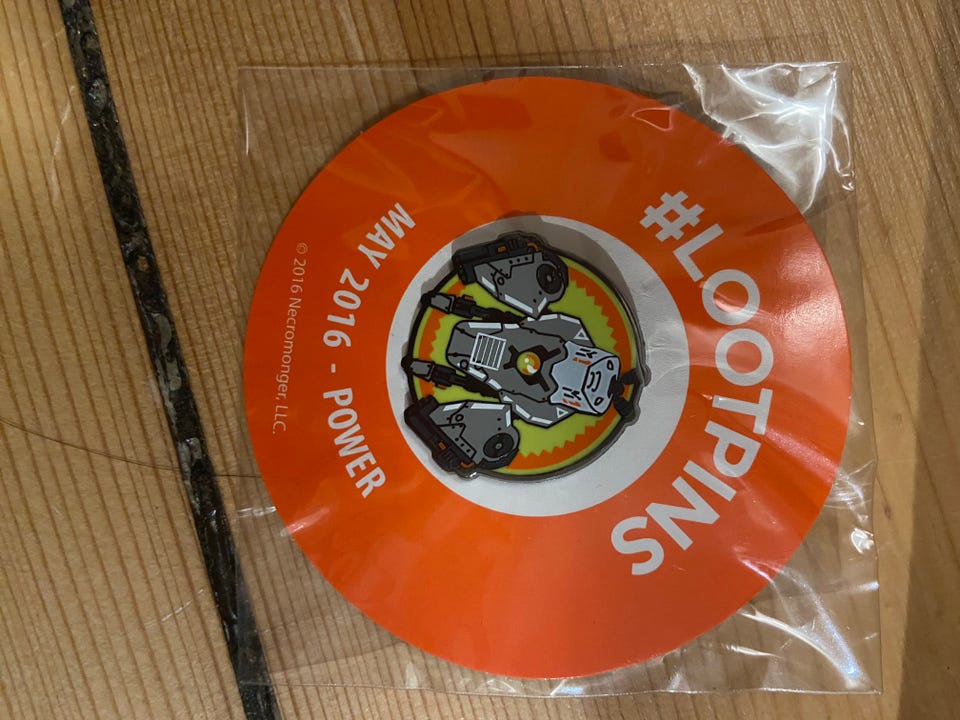 #LOOTPINS
MAY 2016 - POWER
© 2016 Necromonger, LLC.